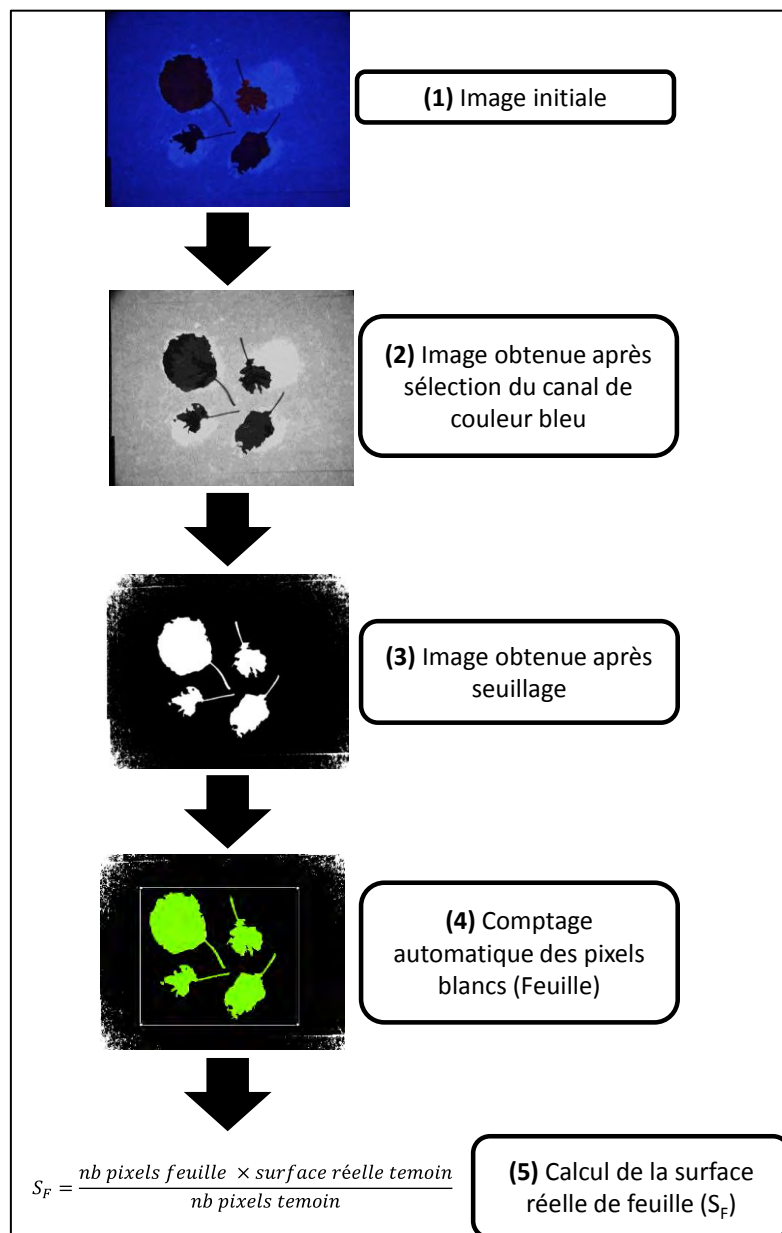 (1) Image initiale
(2) Image obtenue après
sélection du canal de
couleur bleu
(3) Image obtenue après
seuillage
(4) Comptage
automatique des pixels
blancs (Feuille)
S_F = \frac{nb pixels feuille × surface réelle temoin}{nb pixels temoin}
(5) Calcul de la surface
réelle de feuille (S_F)